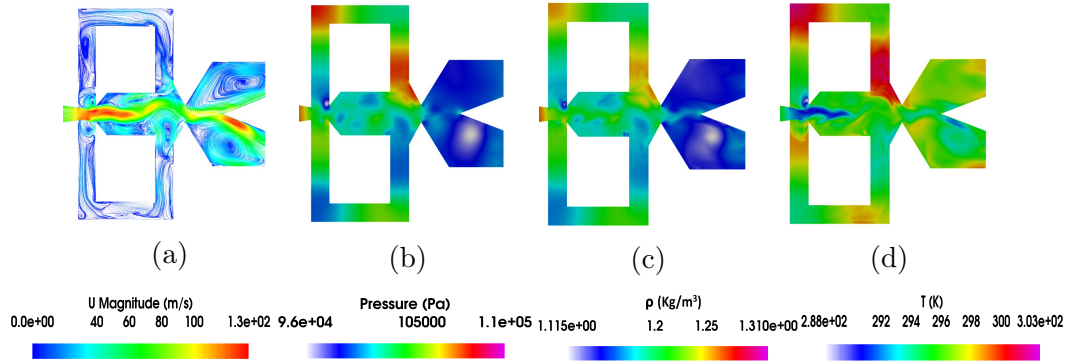 (a) (b) (c) (d)
U Magnitude (m/s)
0.0e+00 40 60 80 100 1.3e+02
Pressure (Pa)
9.6e+04 105000 1.1e+05
ρ (Kg/m³)
1.115e+00 1.2 1.25 1.310e+00
T (K)
2.88e+02 292 294 296 298 300 3.03e+02